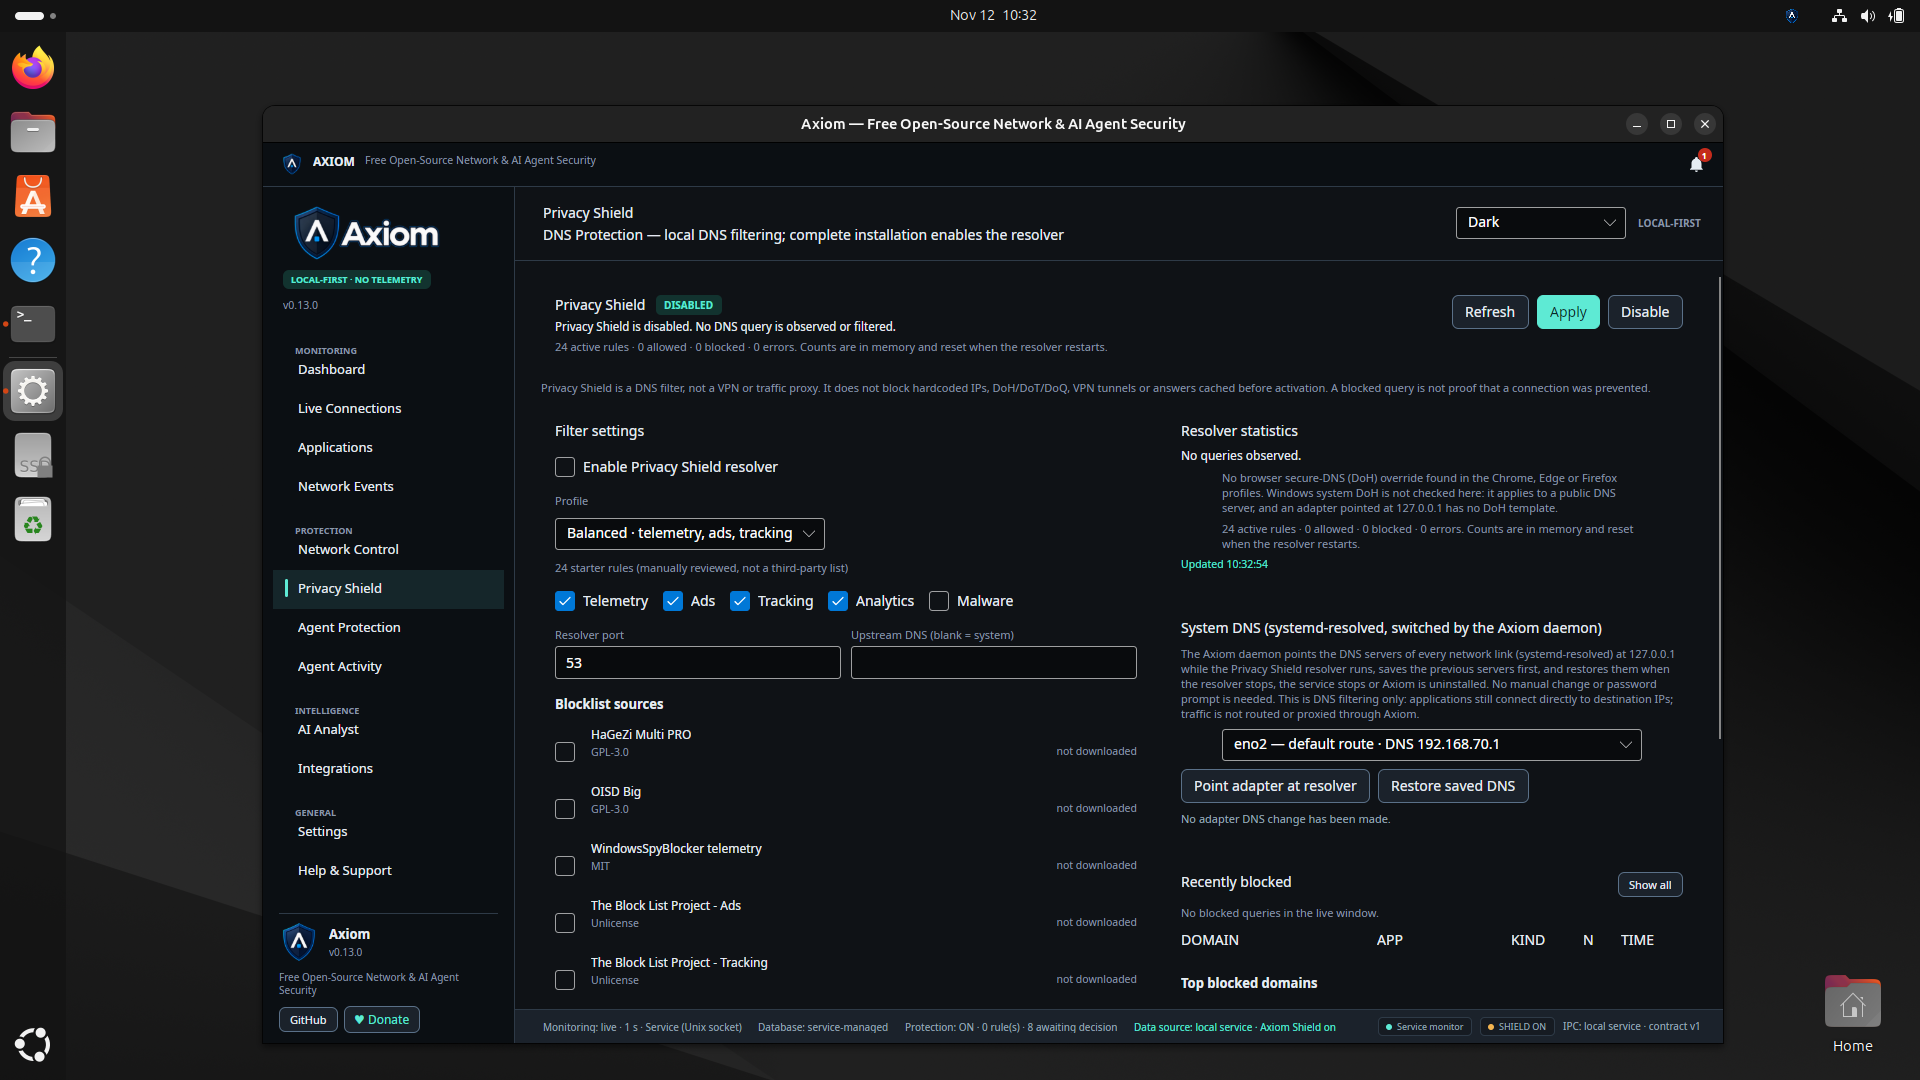 Nov 12 10:32
Axiom — Free Open-Source Network & AI Agent Security
AXIOM Free Open-Source Network & AI Agent Security
1
Axiom
LOCAL-FIRST · NO TELEMETRY
v0.13.0
MONITORING
Dashboard
Live Connections
Applications
Network Events
PROTECTION
Network Control
Privacy Shield
Agent Protection
Agent Activity
INTELLIGENCE
AI Analyst
Integrations
GENERAL
Settings
Help & Support
Axiom
v0.13.0
Free Open-Source Network & AI Agent
Security
GitHub
♥ Donate
Privacy Shield
DNS Protection — local DNS filtering; complete installation enables the resolver
Dark
LOCAL-FIRST
Privacy Shield DISABLED
Privacy Shield is disabled. No DNS query is observed or filtered.
24 active rules · 0 allowed · 0 blocked · 0 errors. Counts are in memory and reset when the resolver restarts.
Refresh
Apply
Disable
Privacy Shield is a DNS filter, not a VPN or traffic proxy. It does not block hardcoded IPs, DoH/DoT/DoQ, VPN tunnels or answers cached before activation. A blocked query is not proof that a connection was prevented.
Filter settings
Enable Privacy Shield resolver
Profile
Balanced · telemetry, ads, tracking
24 starter rules (manually reviewed, not a third-party list)
Telemetry Ads Tracking Analytics Malware
Resolver port
53
Upstream DNS (blank = system)
Blocklist sources
HaGeZi Multi PRO
GPL-3.0
not downloaded
OISD Big
GPL-3.0
not downloaded
WindowsSpyBlocker telemetry
MIT
not downloaded
The Block List Project - Ads
Unlicense
not downloaded
The Block List Project - Tracking
Unlicense
not downloaded
Resolver statistics
No queries observed.
No browser secure-DNS (DoH) override found in the Chrome, Edge or Firefox
profiles. Windows system DoH is not checked here: it applies to a public DNS
server, and an adapter pointed at 127.0.0.1 has no DoH template.
24 active rules · 0 allowed · 0 blocked · 0 errors. Counts are in memory and reset
when the resolver restarts.
Updated 10:32:54
System DNS (systemd-resolved, switched by the Axiom daemon)
The Axiom daemon points the DNS servers of every network link (systemd-resolved) at 127.0.0.1
while the Privacy Shield resolver runs, saves the previous servers first, and restores them when
the resolver stops, the service stops or Axiom is uninstalled. No manual change or password
prompt is needed. This is DNS filtering only: applications still connect directly to destination IPs;
traffic is not routed or proxied through Axiom.
eno2 — default route · DNS 192.168.70.1
Point adapter at resolver
Restore saved DNS
No adapter DNS change has been made.
Recently blocked
Show all
No blocked queries in the live window.
DOMAIN APP KIND N TIME
Top blocked domains
Monitoring: live · 1 s · Service (Unix socket) Database: service-managed Protection: ON · 0 rule(s) · 8 awaiting decision Data source: local service · Axiom Shield on Service monitor SHIELD ON IPC: local service · contract v1
SSD
Home